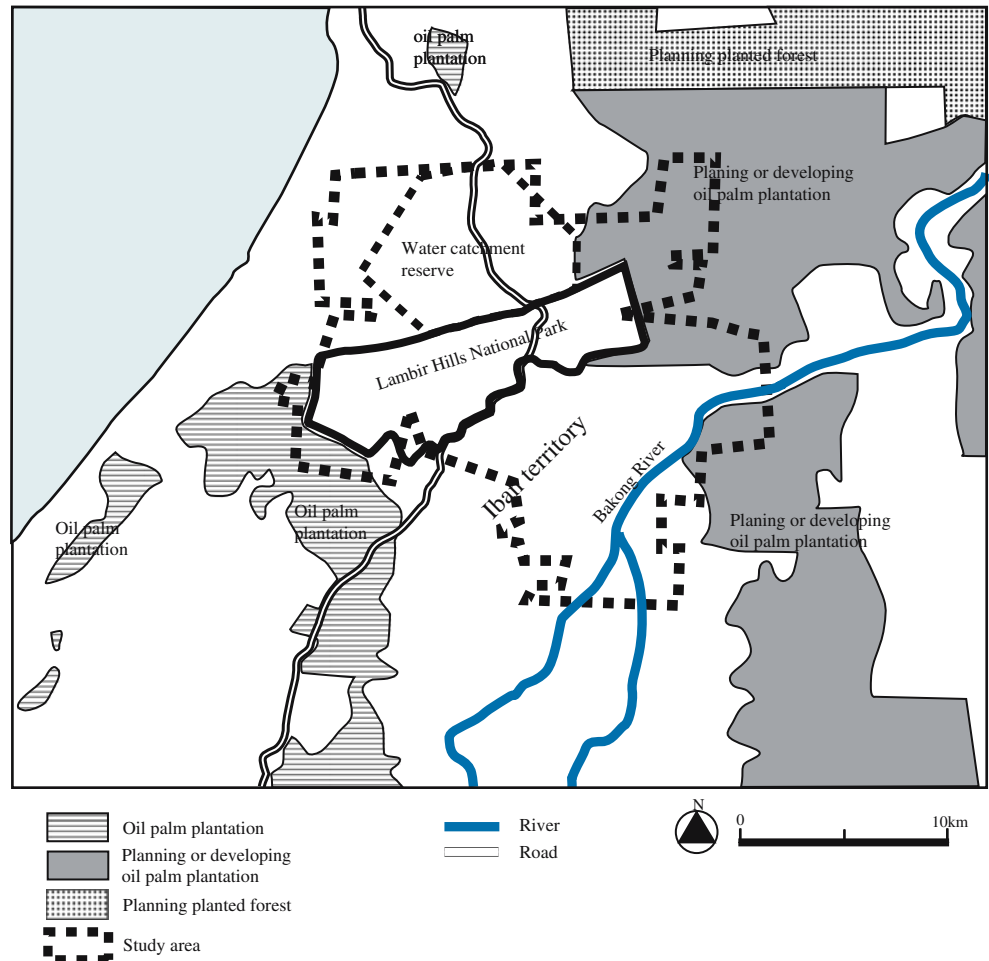 oil palm
plantation
Planning planted forest
Planing or developing
oil palm plantation
Water catchment
reserve
Lambir Hills National Park
Iban territory
Bakong River
Oil palm
plantation
Oil palm
plantation
Planing or developing
oil palm plantation
Oil palm plantation
Planning or developing
oil palm plantation
Planning planted forest
Study area
River
Road
N
0
10km